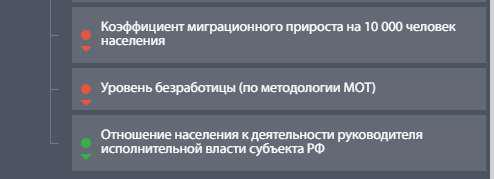 Коэффициент миграционного прироста на 10 000 человек
населения
Уровень безработицы (по методологии МОТ)
Отношение населения к деятельности руководителя
исполнительной власти субъекта РФ